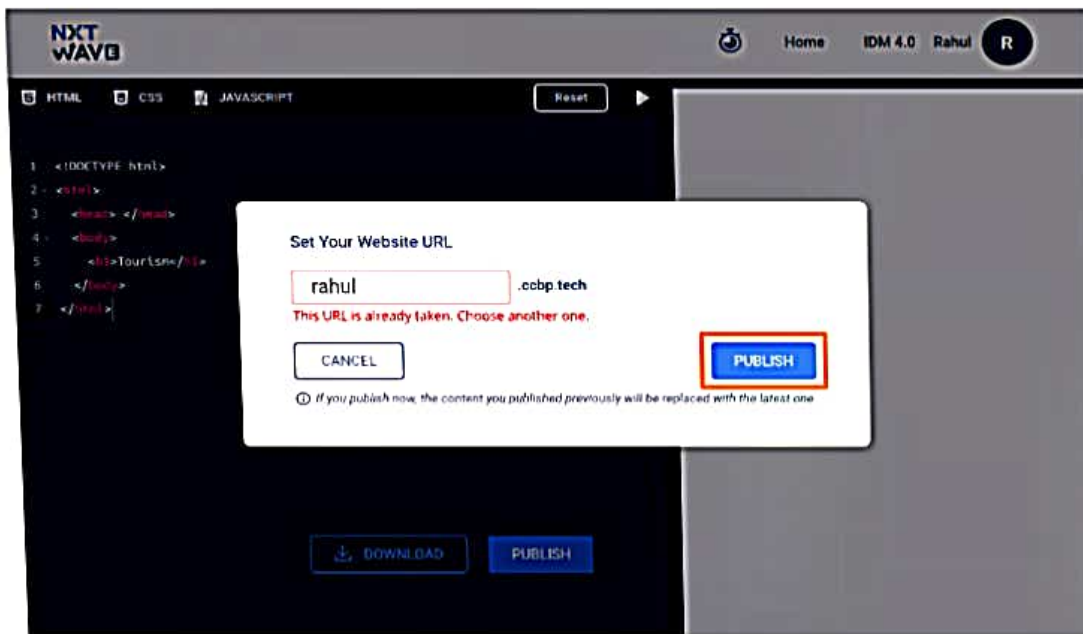 NXT
WAVE
Home IDM 4.0 Rahul R
HTML CSS JAVASCRIPT Reset
1 <!DOCTYPE html>
2 <html>
3 <head> </head>
4 <body>
5 <h1>Tourism</h1>
6 </body>
7 </html>
Set Your Website URL
rahul .ccbp.tech
This URL is already taken. Choose another one.
CANCEL PUBLISH
If you publish now, the content you published previously will be replaced with the latest one
DOWNLOAD PUBLISH